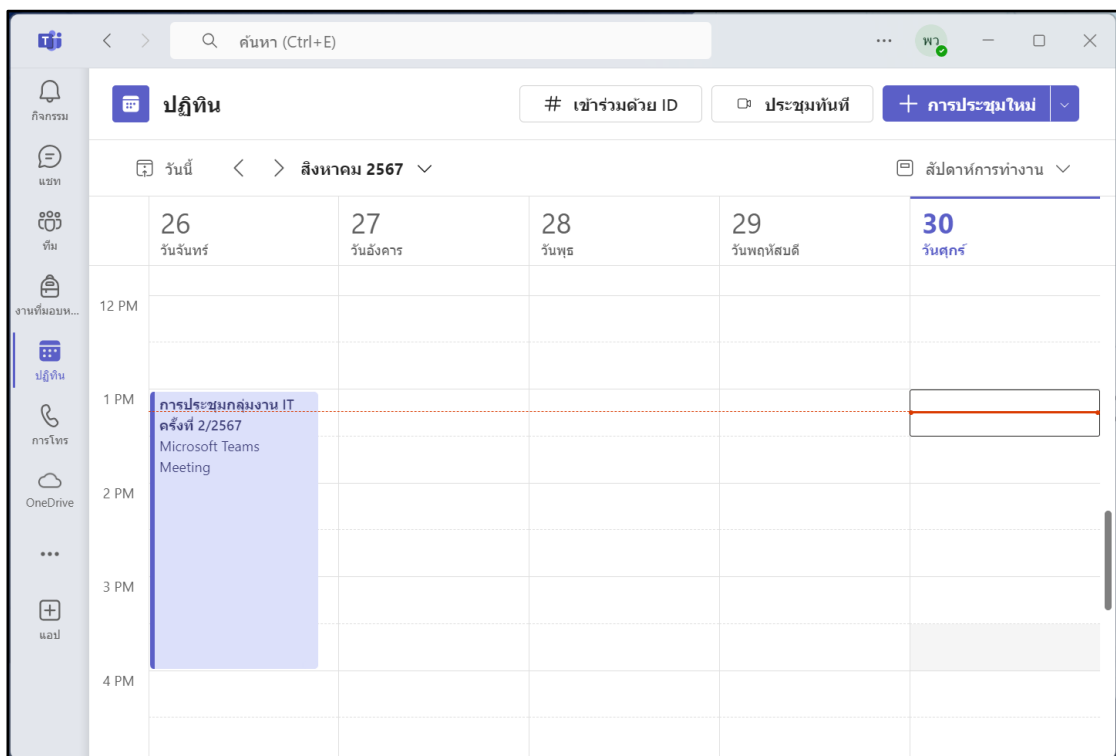 ค้นหา (Ctrl+E)
พว
กิจกรรม
แชท
ทีม
งานที่มอบห...
ปฏิทิน
การโทร
OneDrive
แอป
ปฏิทิน
# เข้าร่วมด้วย ID
ประชุมทันที
+ การประชุมใหม่
วันนี้
สิงหาคม 2567
สัปดาห์การทำงาน
26
วันจันทร์
27
วันอังคาร
28
วันพุธ
29
วันพฤหัสบดี
30
วันศุกร์
12 PM
1 PM
การประชุมกลุ่มงาน IT
ครั้งที่ 2/2567
Microsoft Teams
Meeting
2 PM
3 PM
4 PM